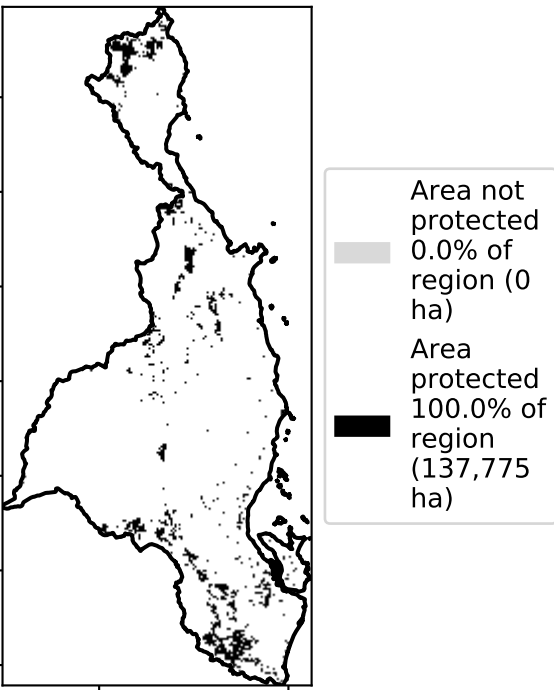 Area not
protected
0.0% of
region (0
ha)
Area
protected
100.0% of
region
(137,775
ha)